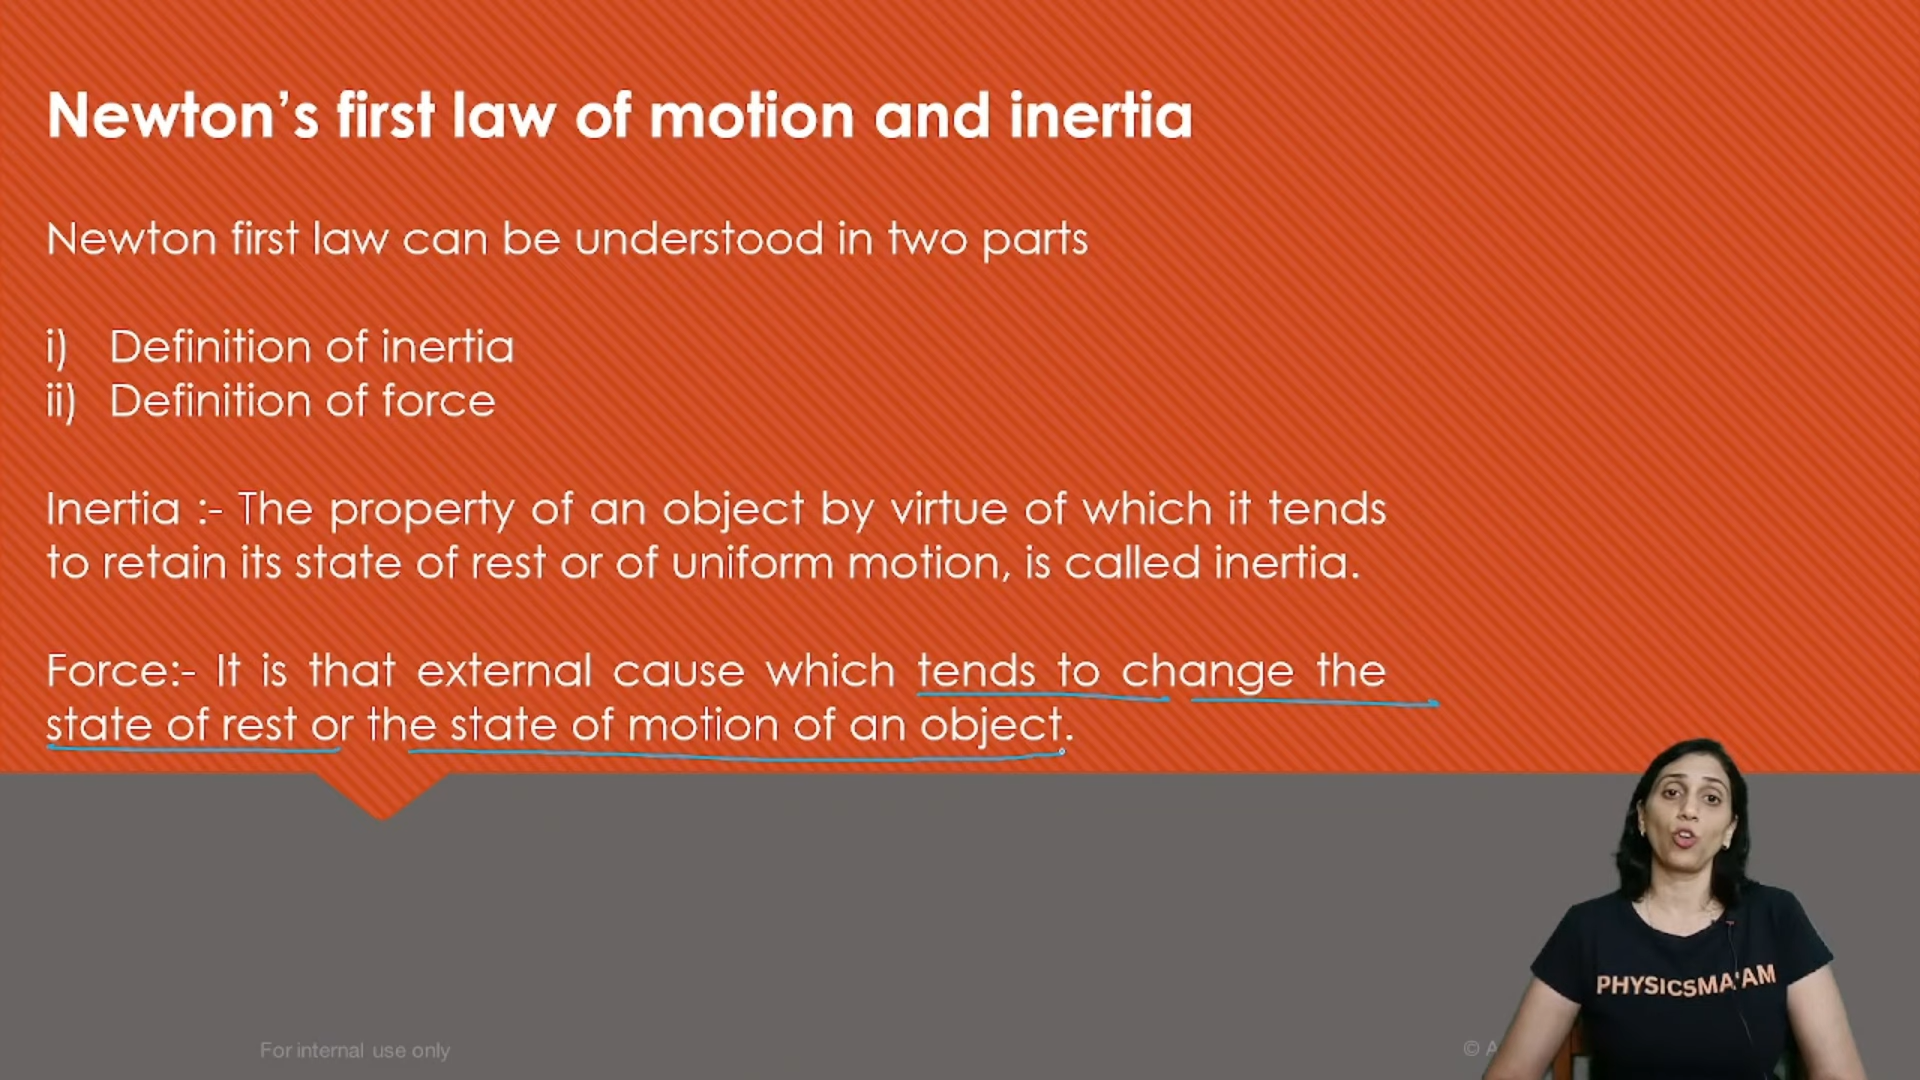 Newton's first law of motion and inertia
Newton first law can be understood in two parts
i) Definition of inertia
ii) Definition of force
Inertia :- The property of an object by virtue of which it tends
to retain its state of rest or of uniform motion, is called inertia.
Force:- It is that external cause which tends to change the
state of rest or the state of motion of an object.
PHYSICSMA'AM
For internal use only
©